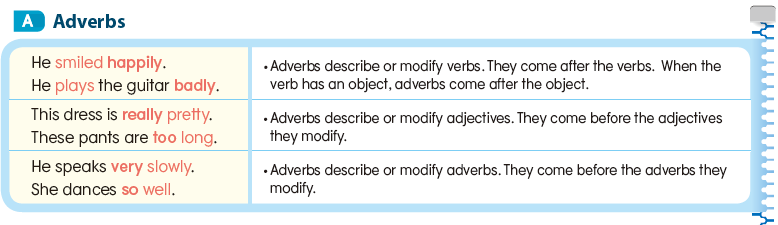 A Adverbs
He smiled happily.
He plays the guitar badly.
• Adverbs describe or modify verbs. They come after the verbs. When the
verb has an object, adverbs come after the object.
This dress is really pretty.
These pants are too long.
• Adverbs describe or modify adjectives. They come before the adjectives
they modify.
He speaks very slowly.
She dances so well.
• Adverbs describe or modify adverbs. They come before the adverbs they
modify.